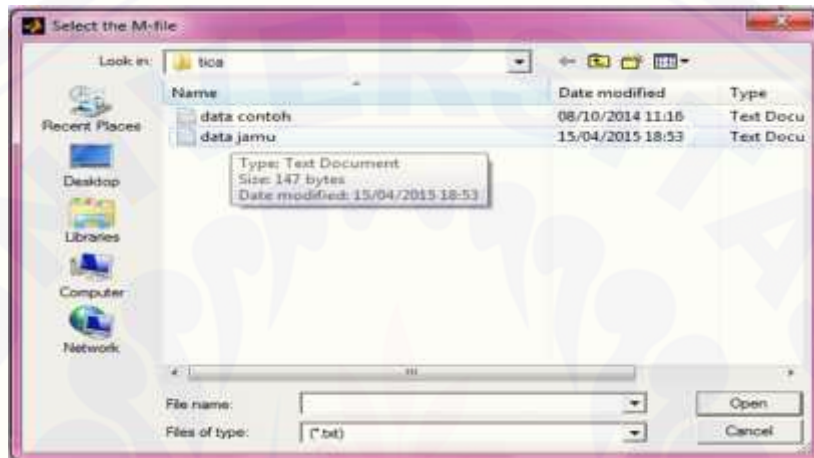 Select the M-file
Look in: tica
Name Date modified Type
data contoh 08/10/2014 11:16 Text Docu
data jamu 15/04/2015 18:53 Text Docu
Type: Text Document
Size: 147 bytes
Date modified: 15/04/2015 18:53
Recent Places
Desktop
Libraries
Computer
Network
File name: Open
Files of type: (*.txt) Cancel